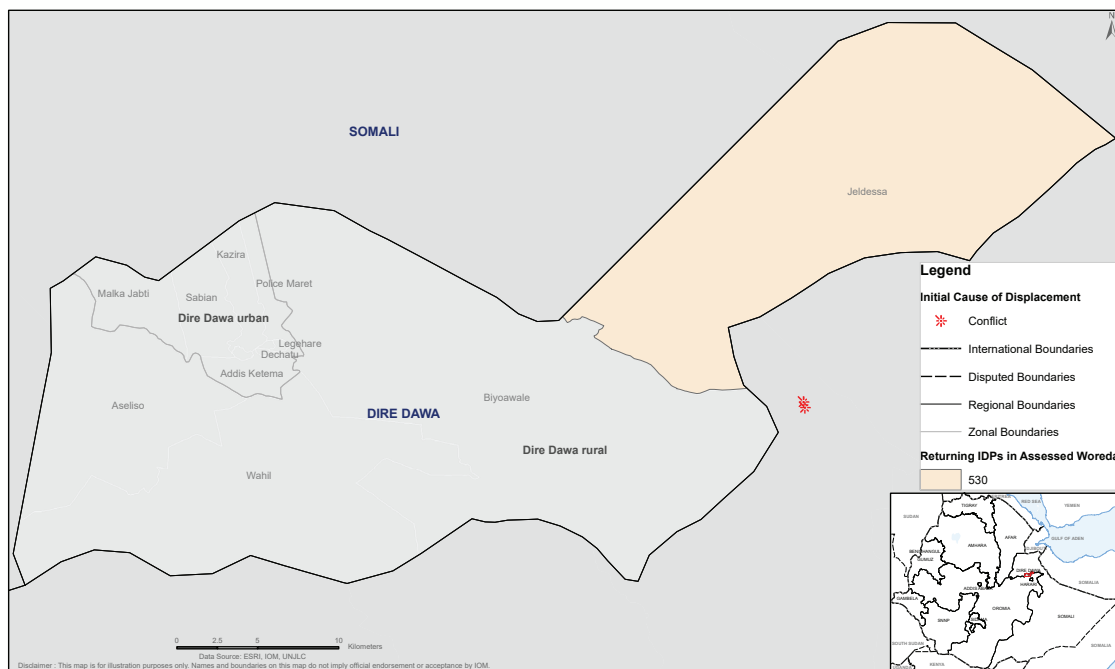 N
SOMALI
Jeldessa
Kazira
Police Maret
Malka Jabti
Sabian
Dire Dawa urban
Legehare
Dechatu
Addis Ketema
Aseliso
DIRE DAWA
Biyoawale
Dire Dawa rural
Wahil
Legend
Initial Cause of Displacement
Conflict
International Boundaries
Disputed Boundaries
Regional Boundaries
Zonal Boundaries
Returning IDPs in Assessed Woreda
530
RED SEA
YEMEN
TIGRAY
SUDAN
AFAR
GULF OF ADEN
AMHARA
DIRE DAWA
SOMALIA
HARARI
GAMBELA
OROMIA
SOMALI
SNNP
SOUTH SUDAN
SOMALIA
KENYA
0 2.5 5 10
Kilometers
Data Source: ESRI, IOM, UNJLC
Disclaimer : This map is for illustration purposes only. Names and boundaries on this map do not imply official endorsement or acceptance by IOM.